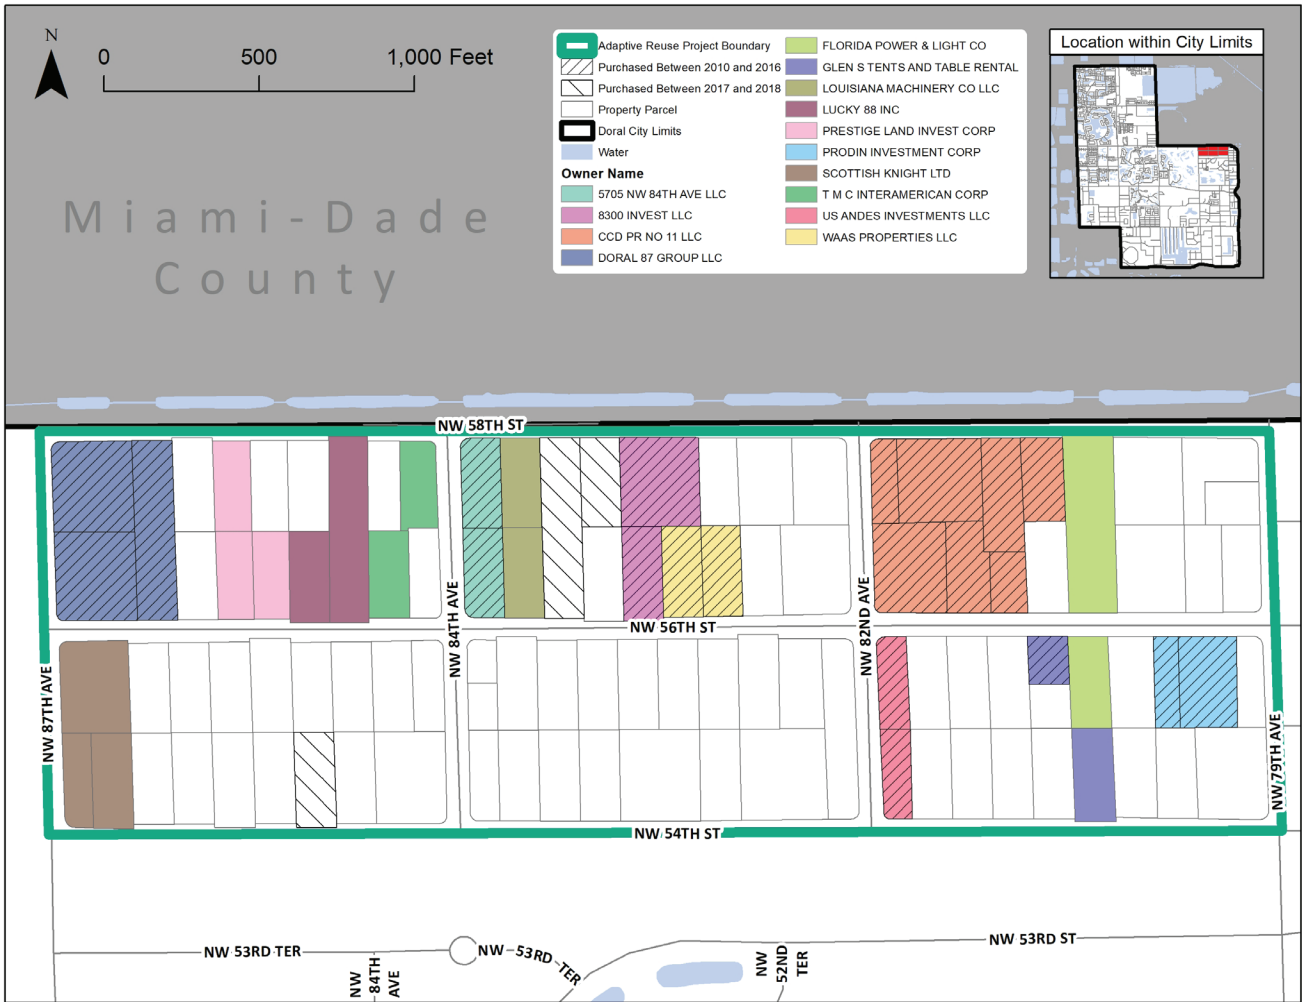 N
0 500 1,000 Feet
Adaptive Reuse Project Boundary
Purchased Between 2010 and 2016
Purchased Between 2017 and 2018
Property Parcel
Doral City Limits
Water
Owner Name
5705 NW 84TH AVE LLC
8300 INVEST LLC
CCD PR NO 11 LLC
DORAL 87 GROUP LLC
FLORIDA POWER & LIGHT CO
GLEN S TENTS AND TABLE RENTAL
LOUISIANA MACHINERY CO LLC
LUCKY 88 INC
PRESTIGE LAND INVEST CORP
PRODIN INVESTMENT CORP
SCOTTISH KNIGHT LTD
T M C INTERAMERICAN CORP
US ANDES INVESTMENTS LLC
WAAS PROPERTIES LLC
Location within City Limits
Miami-Dade
County
NW 58TH ST
NW 84TH AVE
NW 82ND AVE
NW 56TH ST
NW 87TH AVE
NW 79TH AVE
NW 54TH ST
NW 53RD TER
NW 53RD TER
NW 53RD ST
NW
84TH
AVE
NW
52ND
TER